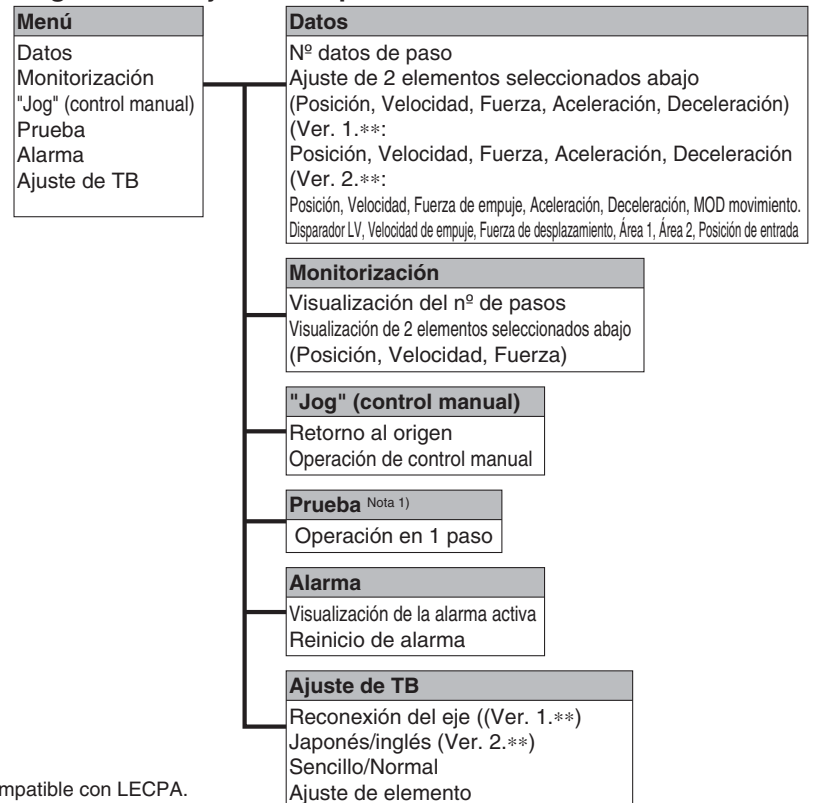 Menú
Datos
Monitorización
"Jog" (control manual)
Prueba
Alarma
Ajuste de TB
Datos
Nº datos de paso
Ajuste de 2 elementos seleccionados abajo
(Posición, Velocidad, Fuerza, Aceleración, Deceleración)
(Ver. 1.**:
Posición, Velocidad, Fuerza, Aceleración, Deceleración
(Ver. 2.**:
Posición, Velocidad, Fuerza de empuje, Aceleración, Deceleración, MOD movimiento.
Disparador LV, Velocidad de empuje, Fuerza de desplazamiento, Área 1, Área 2, Posición de entrada
Monitorización
Visualización del nº de pasos
Visualización de 2 elementos seleccionados abajo
(Posición, Velocidad, Fuerza)
"Jog" (control manual)
Retorno al origen
Operación de control manual
Prueba Nota 1)
Operación en 1 paso
Alarma
Visualización de la alarma activa
Reinicio de alarma
Ajuste de TB
Reconexión del eje ((Ver. 1.**)
Japonés/inglés (Ver. 2.**)
Sencillo/Normal
Ajuste de elemento
mpatible con LECPA.